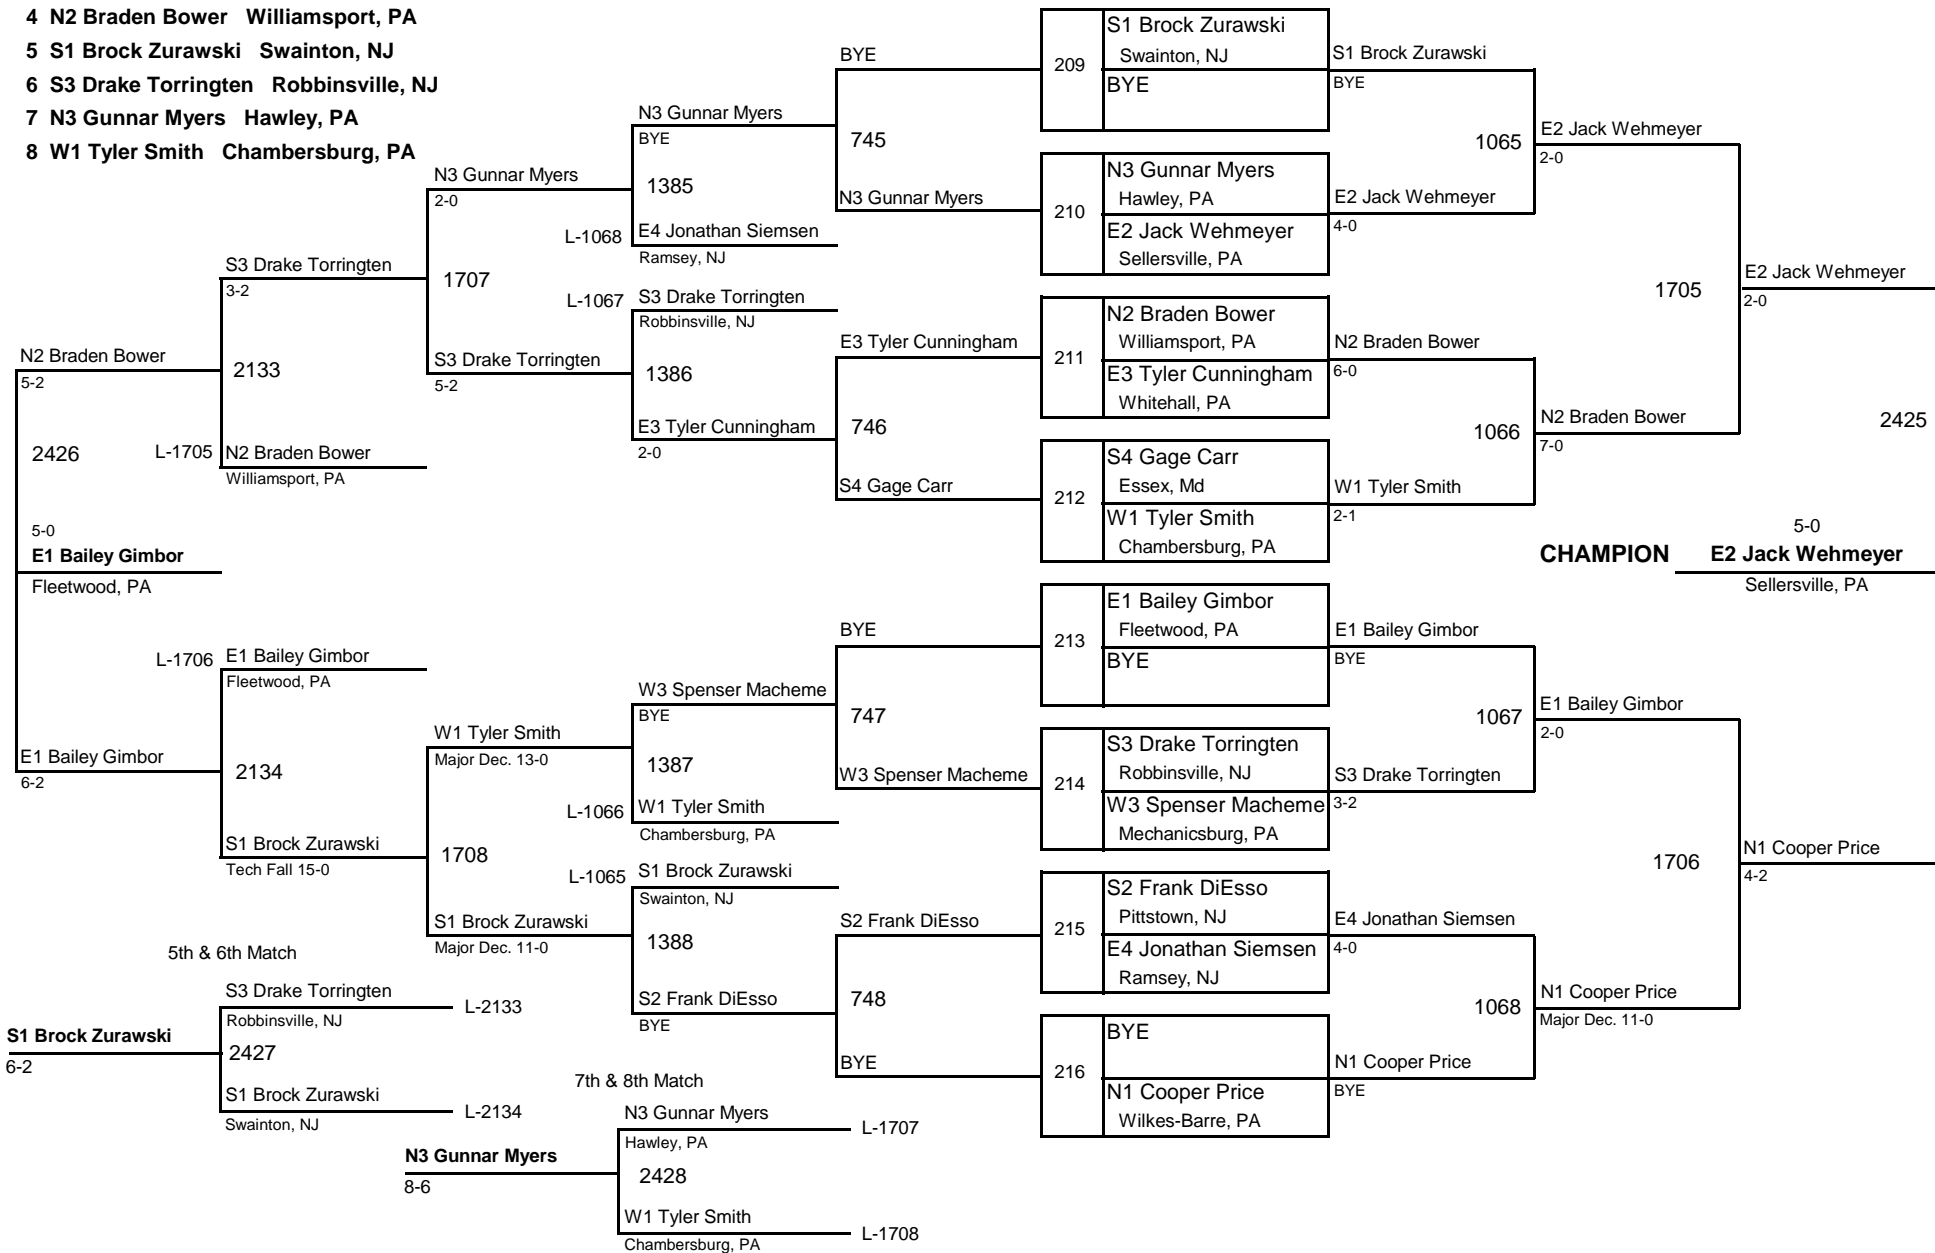 4 N2 Braden Bower Williamsport, PA
5 S1 Brock Zurawski Swainton, NJ
6 S3 Drake Torringten Robbinsville, NJ
7 N3 Gunnar Myers Hawley, PA
8 W1 Tyler Smith Chambersburg, PA
N2 Braden Bower
5-2
2426
5-0
E1 Bailey Gimbor
Fleetwood, PA
E1 Bailey Gimbor
6-2
S3 Drake Torringten
3-2
2133
L-1705
N2 Braden Bower
Williamsport, PA
L-1706
E1 Bailey Gimbor
Fleetwood, PA
2134
S1 Brock Zurawski
Tech Fall 15-0
N3 Gunnar Myers
2-0
1707
S3 Drake Torringten
5-2
W1 Tyler Smith
Major Dec. 13-0
1708
S1 Brock Zurawski
Major Dec. 11-0
N3 Gunnar Myers
BYE
1385
L-1068
E4 Jonathan Siemsen
Ramsey, NJ
L-1067
S3 Drake Torringten
Robbinsville, NJ
1386
E3 Tyler Cunningham
2-0
W3 Spenser Macheme
BYE
1387
L-1066
W1 Tyler Smith
Chambersburg, PA
L-1065
S1 Brock Zurawski
Swainton, NJ
1388
S2 Frank DiEsso
BYE
BYE
745
N3 Gunnar Myers
E3 Tyler Cunningham
746
S4 Gage Carr
BYE
747
W3 Spenser Macheme
S2 Frank DiEsso
748
BYE
209
S1 Brock Zurawski
Swainton, NJ
BYE
210
N3 Gunnar Myers
Hawley, PA
E2 Jack Wehmeyer
Sellersville, PA
211
N2 Braden Bower
Williamsport, PA
E3 Tyler Cunningham
Whitehall, PA
212
S4 Gage Carr
Essex, Md
W1 Tyler Smith
Chambersburg, PA
213
E1 Bailey Gimbor
Fleetwood, PA
BYE
214
S3 Drake Torringten
Robbinsville, NJ
W3 Spenser Macheme
Mechanicsburg, PA
215
S2 Frank DiEsso
Pittstown, NJ
E4 Jonathan Siemsen
Ramsey, NJ
216
BYE
N1 Cooper Price
Wilkes-Barre, PA
S1 Brock Zurawski
BYE
1065
E2 Jack Wehmeyer
4-0
N2 Braden Bower
6-0
1066
W1 Tyler Smith
2-1
E1 Bailey Gimbor
BYE
1067
S3 Drake Torringten
3-2
E4 Jonathan Siemsen
4-0
1068
N1 Cooper Price
BYE
E2 Jack Wehmeyer
2-0
1705
N2 Braden Bower
7-0
E1 Bailey Gimbor
2-0
1706
N1 Cooper Price
Major Dec. 11-0
E2 Jack Wehmeyer
2-0
2425
5-0
CHAMPION E2 Jack Wehmeyer
Sellersville, PA
N1 Cooper Price
4-2
5th & 6th Match
S3 Drake Torringten
L-2133
Robbinsville, NJ
S1 Brock Zurawski
6-2
2427
S1 Brock Zurawski
L-2134
Swainton, NJ
7th & 8th Match
N3 Gunnar Myers
L-1707
Hawley, PA
N3 Gunnar Myers
8-6
2428
W1 Tyler Smith
L-1708
Chambersburg, PA